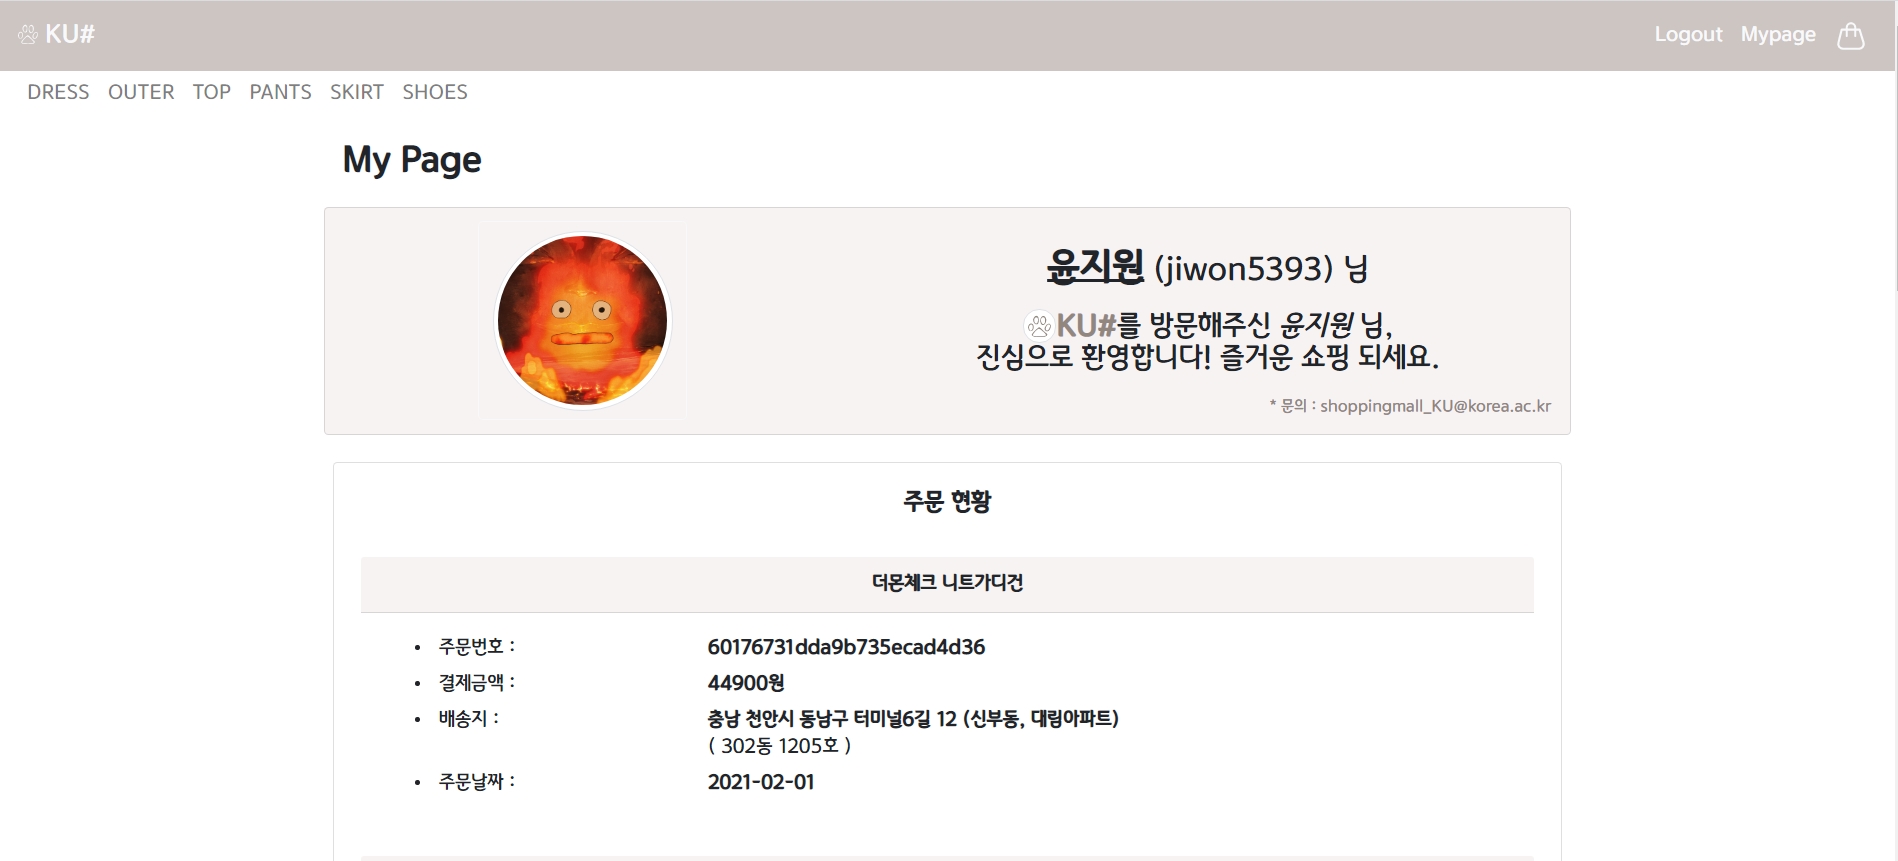 KU#
Logout Mypage
DRESS OUTER TOP PANTS SKIRT SHOES
My Page
윤지원 (jiwon5393) 님
KU#를 방문해주신 윤지원 님,
진심으로 환영합니다! 즐거운 쇼핑 되세요.
* 문의 : shoppingmall_KU@korea.ac.kr
주문 현황
더몬체크 니트가디건
• 주문번호 : 60176731dda9b735ecad4d36
• 결제금액 : 44900원
• 배송지 : 충남 천안시 동남구 터미널6길 12 (신부동, 대림아파트)
( 302동 1205호 )
• 주문날짜 : 2021-02-01